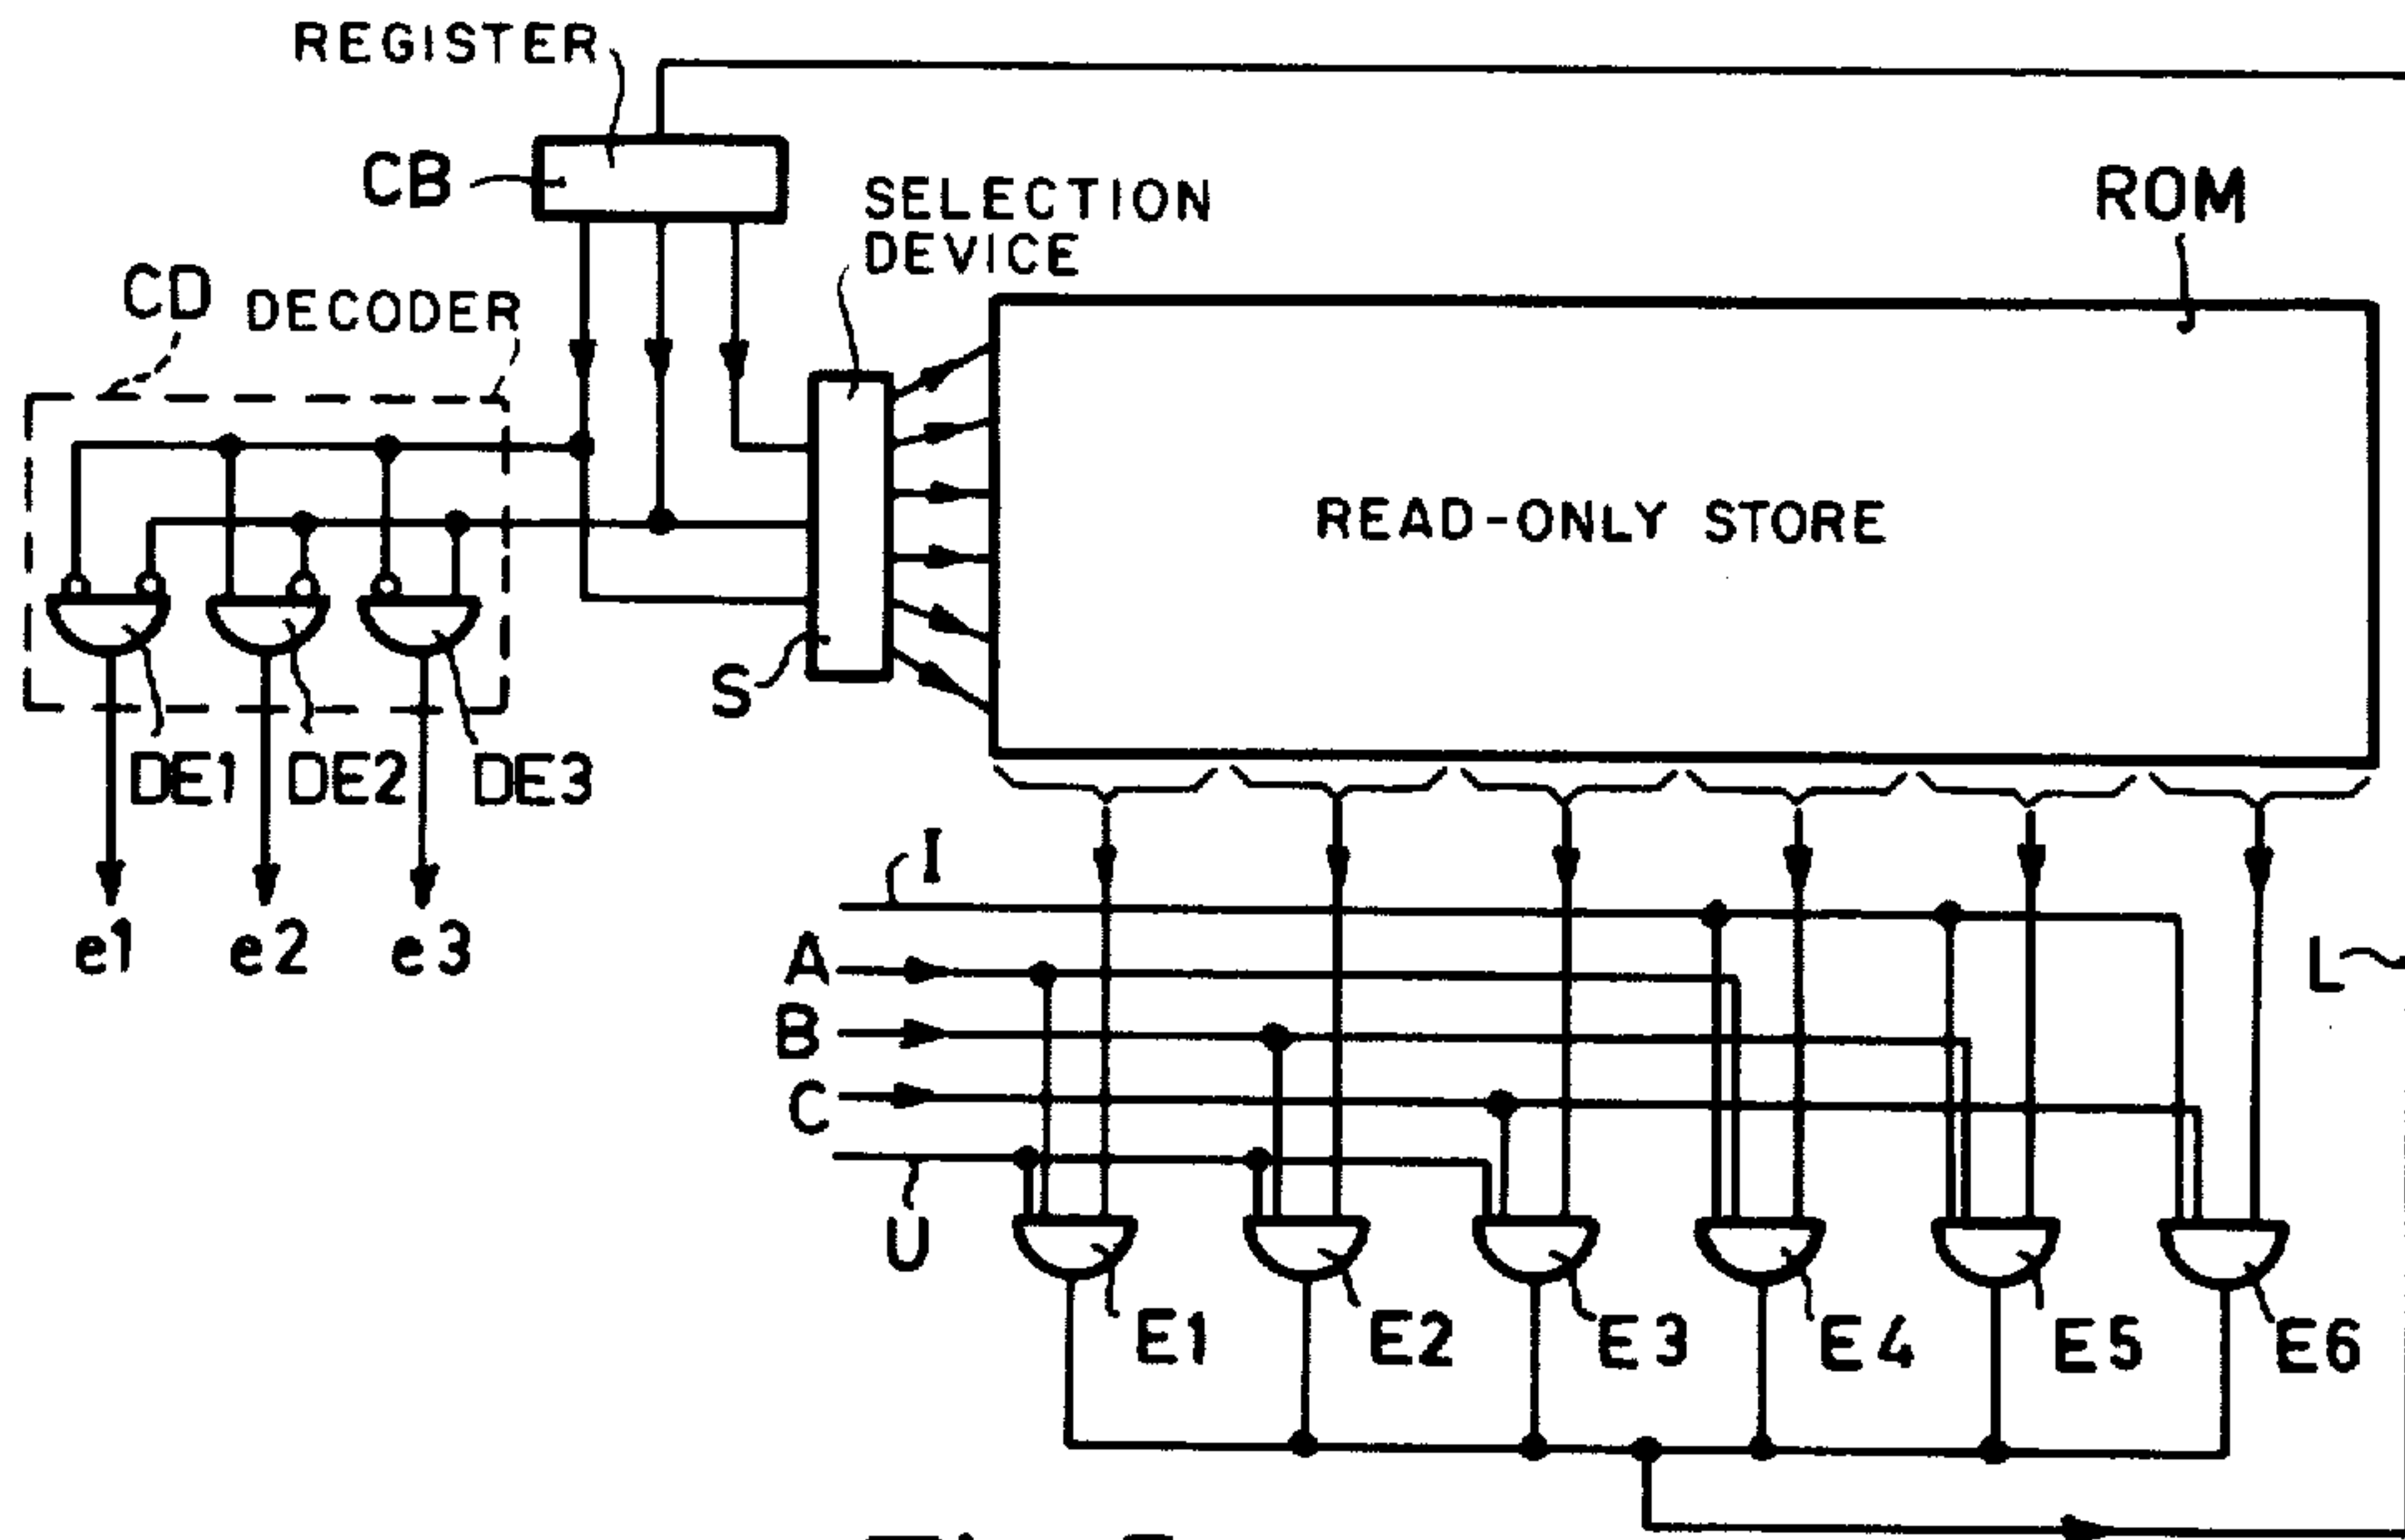 REGISTER
CB
SELECTION
DEVICE
ROM
CD DECODER
READ-ONLY STORE
S
DE1 DE2 DE3
I
e1 e2 e3
A
L
B
C
U
E1 E2 E3 E4 E5 E6